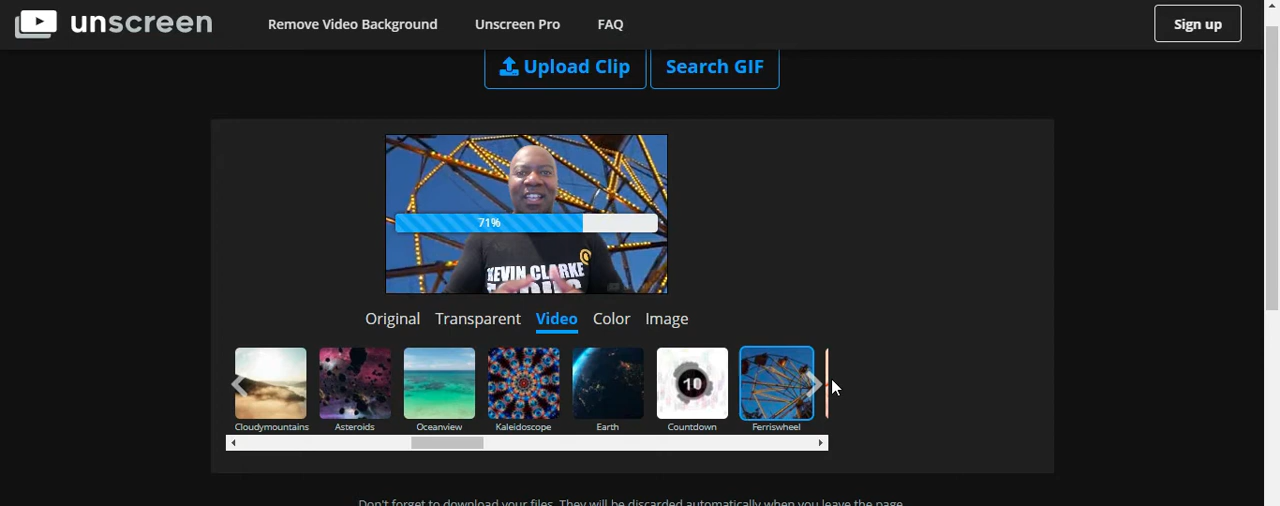 unscreen
Remove Video Background
Unscreen Pro
FAQ
Sign up
Upload Clip
Search GIF
71%
KEVIN CLARKE
Original
Transparent
Video
Color
Image
10
Cloudymountains
Asteroids
Oceanview
Kaleidoscope
Earth
Countdown
Ferriswheel
Don't forget to download your files. They will be discarded automatically when you leave the page.